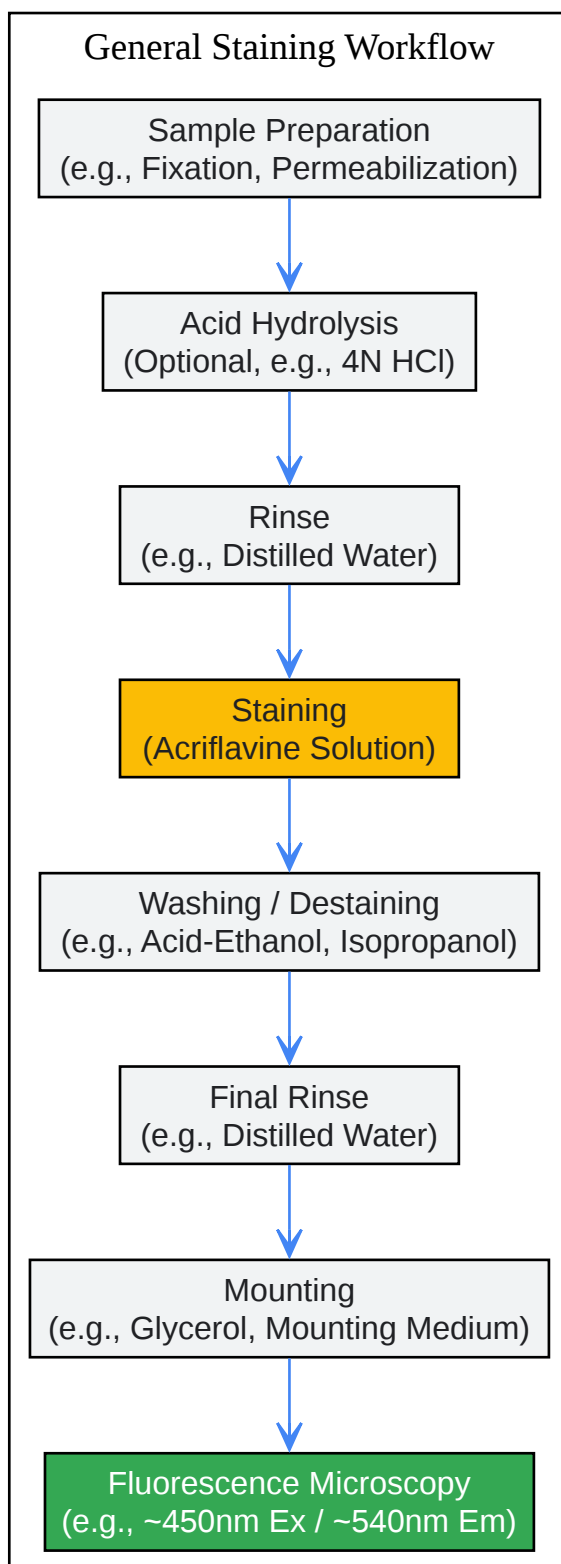 General Staining Workflow
Sample Preparation
(e.g., Fixation, Permeabilization)
Acid Hydrolysis
(Optional, e.g., 4N HCl)
Rinse
(e.g., Distilled Water)
Staining
(Acriflavine Solution)
Washing / Destaining
(e.g., Acid-Ethanol, Isopropanol)
Final Rinse
(e.g., Distilled Water)
Mounting
(e.g., Glycerol, Mounting Medium)
Fluorescence Microscopy
(e.g., ~450nm Ex / ~540nm Em)